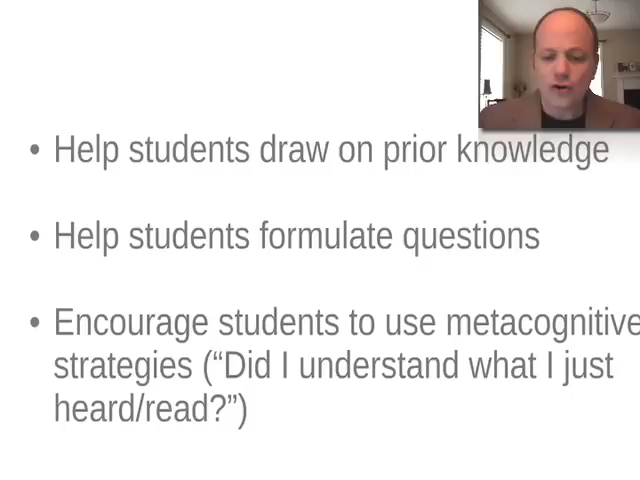 • Help students draw on prior knowledge
• Help students formulate questions
• Encourage students to use metacognitive
strategies (“Did I understand what I just
heard/read?”)